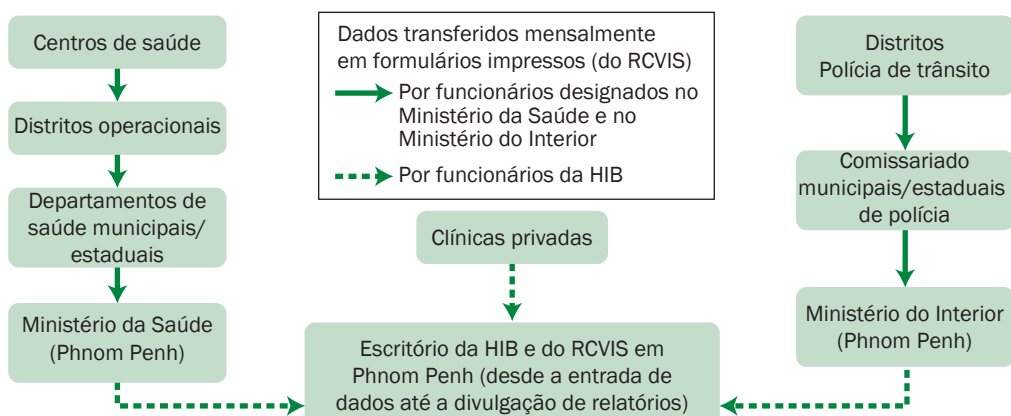 Centros de saúde
Distritos operacionais
Departamentos de
saúde municipais/
estaduais
Ministério da Saúde
(Phnom Penh)
Dados transferidos mensalmente
em formulários impressos (do RCVIS)
Por funcionários designados no
Ministério da Saúde e no
Ministério do Interior
Por funcionários da HIB
Clínicas privadas
Escritório da HIB e do RCVIS em
Phnom Penh (desde a entrada de
dados até a divulgação de relatórios)
Distritos
Polícia de trânsito
Comissariado
municipais/estaduais
de polícia
Ministério do Interior
(Phnom Penh)